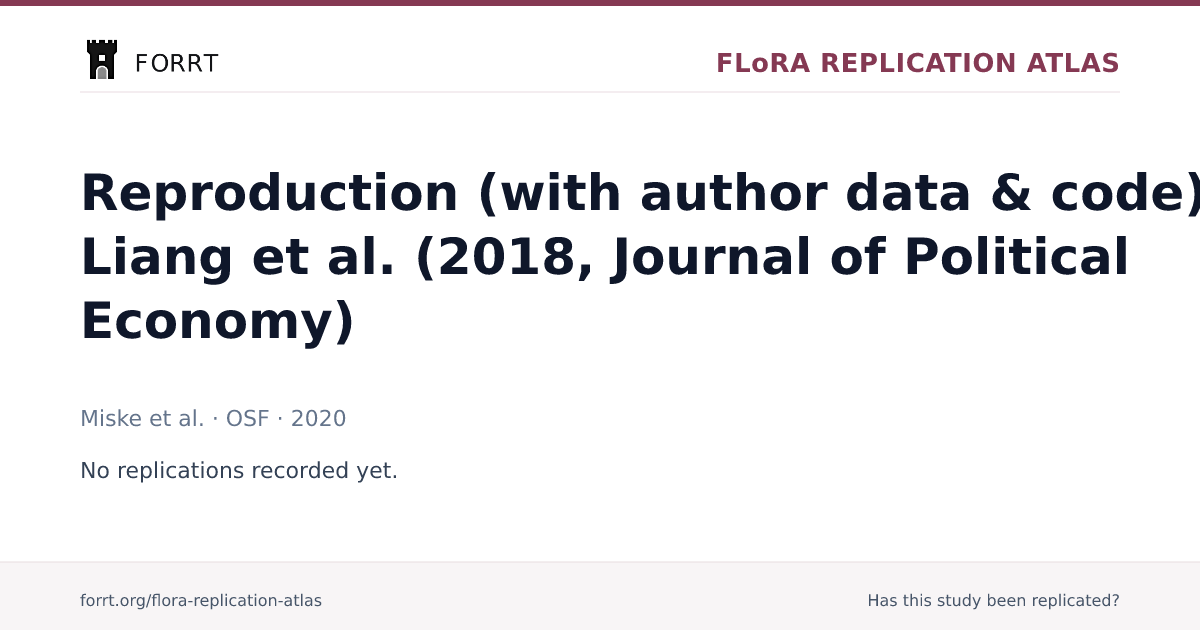 FORRT
FLoRA REPLICATION ATLAS
Reproduction (with author data & code)
Liang et al. (2018, Journal of Political
Economy)
Miske et al. · OSF · 2020
No replications recorded yet.
forrt.org/flora-replication-atlas
Has this study been replicated?